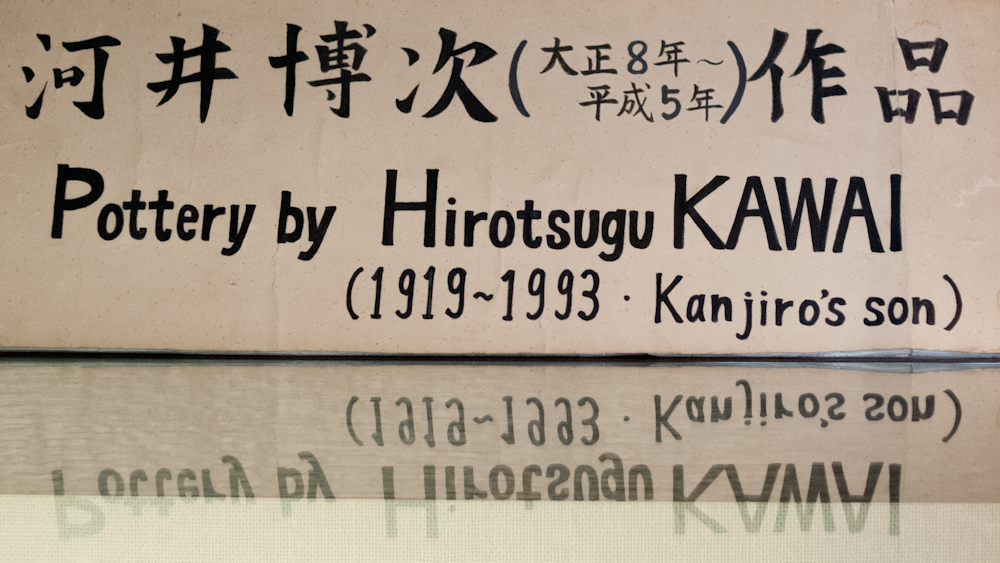 河井博次(大正8年~平成5年)作品
Pottery by Hirotsugu KAWAI
(1919~1993・Kanjiro's son)